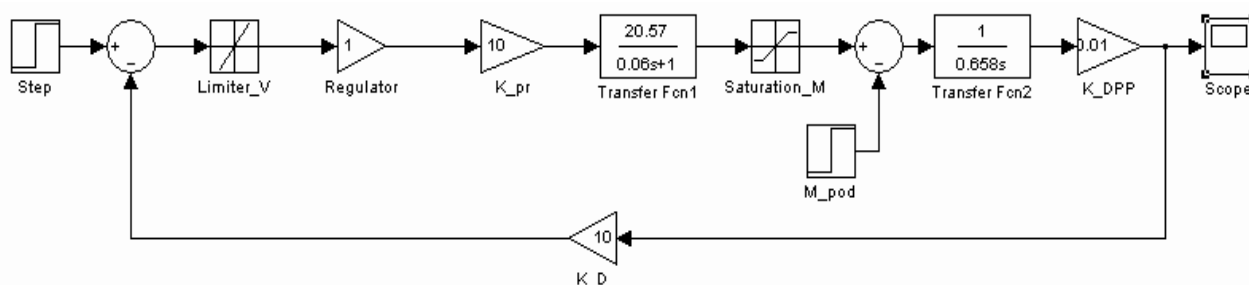 Step
+
−
Limiter_V
1
Regulator
10
K_pr
20.57
0.06s+1
Transfer Fcn1
Saturation_M
+
−
1
0.658s
Transfer Fcn2
0.01
K_DPP
Scope
M_pod
10
K_D